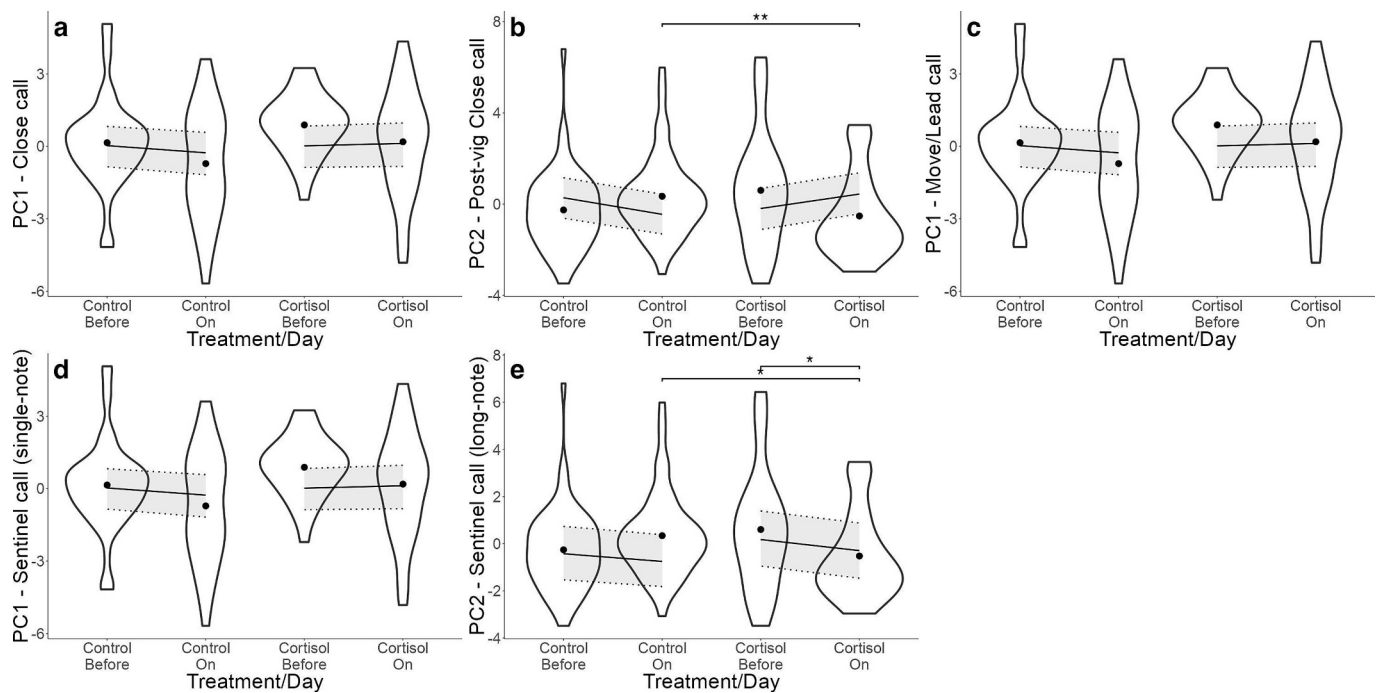 a
PC1 - Close call
3
0
-3
-6
Control Before
Control On
Cortisol Before
Cortisol On
Treatment/Day
b
**
PC2 - Post-vig Close call
8
4
0
-4
Control Before
Control On
Cortisol Before
Cortisol On
Treatment/Day
c
PC1 - Move/Lead call
3
0
-3
-6
Control Before
Control On
Cortisol Before
Cortisol On
Treatment/Day
d
PC1 - Sentinel call (single-note)
3
0
-3
-6
Control Before
Control On
Cortisol Before
Cortisol On
Treatment/Day
e
*
*
PC2 - Sentinel call (long-note)
8
6
4
2
0
-2
-4
Control Before
Control On
Cortisol Before
Cortisol On
Treatment/Day